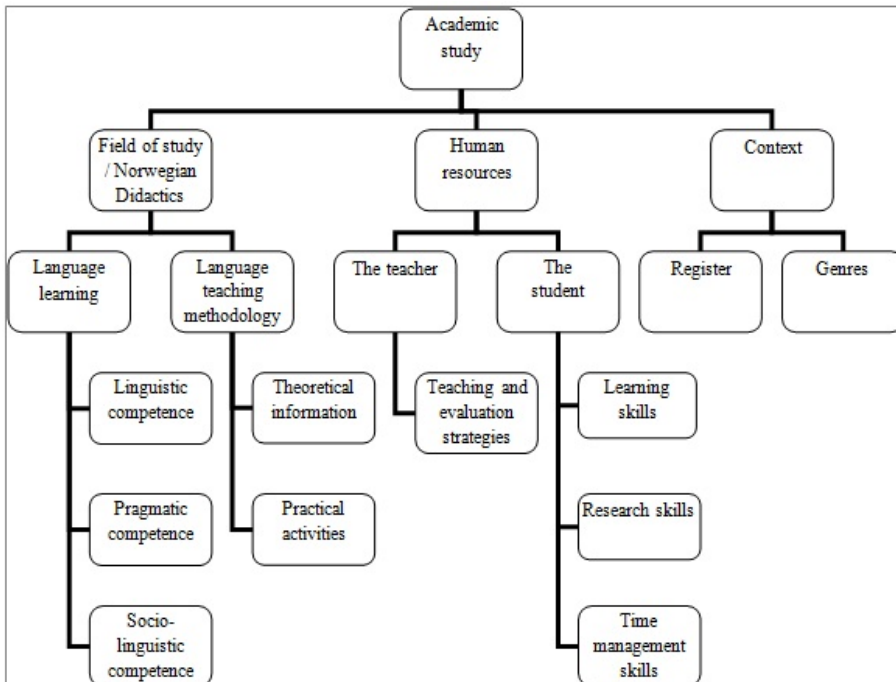 Academic
study
Field of study
/ Norwegian
Didactics
Human
resources
Context
Language
learning
Language
teaching
methodology
The teacher
The
student
Register
Genres
Linguistic
competence
Theoretical
information
Teaching and
evaluation
strategies
Learning
skills
Pragmatic
competence
Practical
activities
Research skills
Socio-
linguistic
competence
Time
management
skills